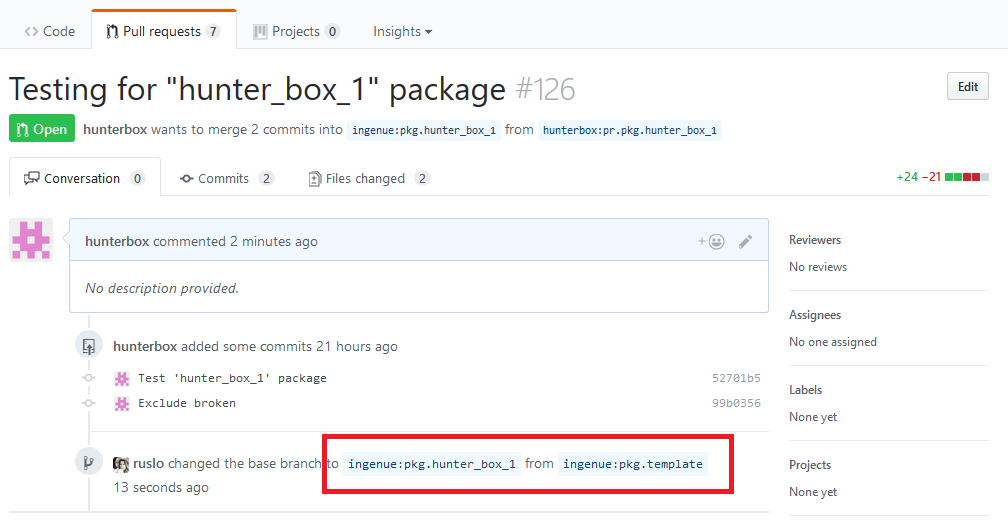 Code Pull requests 7 Projects 0 Insights
Testing for "hunter_box_1" package #126 Edit
Open hunterbox wants to merge 2 commits into ingenue:pkg.hunter_box_1 from hunterbox:pr.pkg.hunter_box_1
Conversation 0 Commits 2 Files changed 2 +24 −21
hunterbox commented 2 minutes ago
No description provided.
hunterbox added some commits 21 hours ago
Test 'hunter_box_1' package 52701b5
Exclude broken 99b0356
ruslo changed the base branch to ingenue:pkg.hunter_box_1 from ingenue:pkg.template
13 seconds ago
Reviewers
No reviews
Assignees
No one assigned
Labels
None yet
Projects
None yet